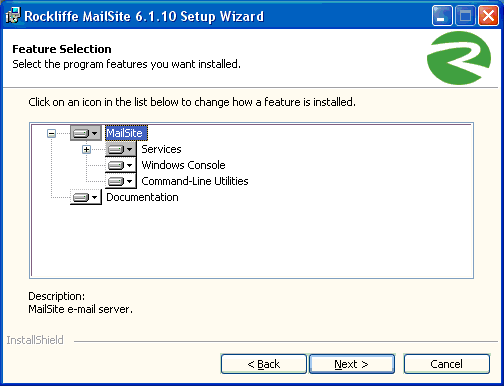 Rockliffe MailSite 6.1.10 Setup Wizard
Feature Selection
Select the program features you want installed.
Click on an icon in the list below to change how a feature is installed.
MailSite
Services
Windows Console
Command-Line Utilities
Documentation
Description:
MailSite e-mail server.
InstallShield
< Back
Next >
Cancel